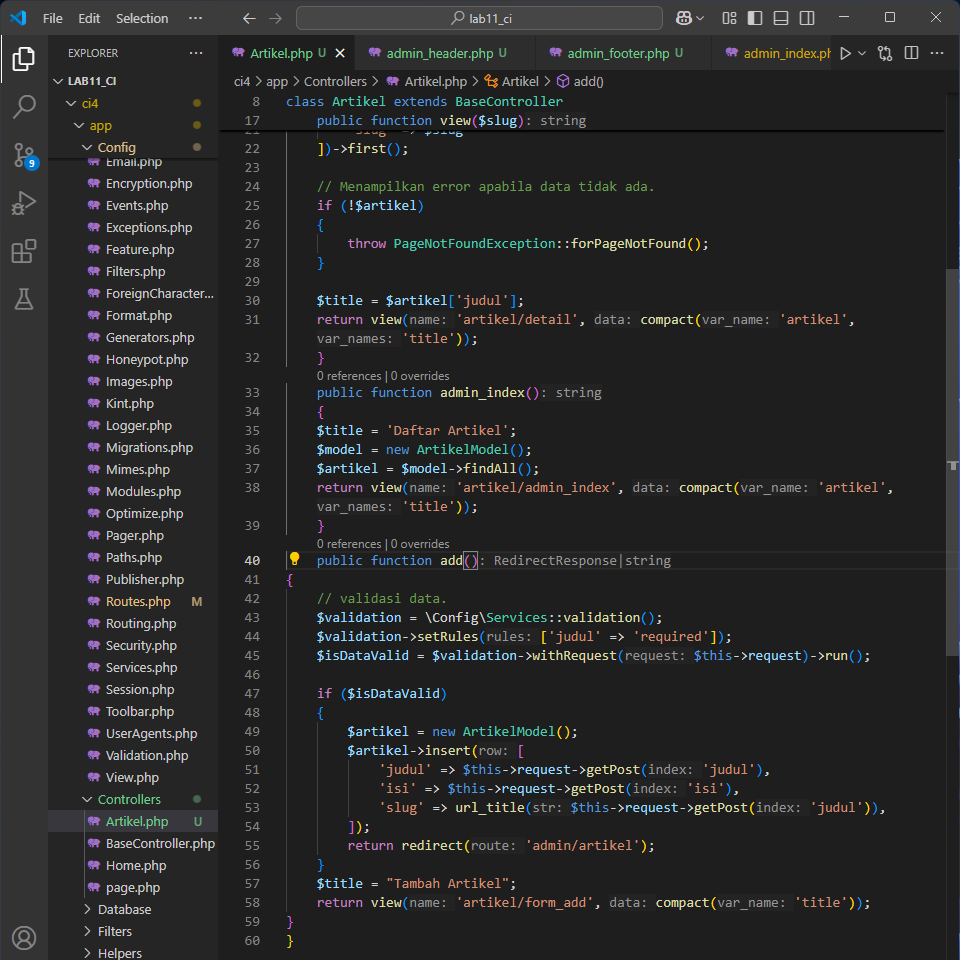 File Edit Selection ··· lab11_ci
EXPLORER ···
LAB11_CI
ci4
app
Config
Email.php
Encryption.php
Events.php
Exceptions.php
Feature.php
Filters.php
ForeignCharacter...
Format.php
Generators.php
Honeypot.php
Images.php
Kint.php
Logger.php
Migrations.php
Mimes.php
Modules.php
Optimize.php
Pager.php
Paths.php
Publisher.php
Routes.php M
Routing.php
Security.php
Services.php
Session.php
Toolbar.php
UserAgents.php
Validation.php
View.php
Controllers
Artikel.php U
BaseController.php
Home.php
page.php
Database
Filters
Helpers
9
Artikel.php U admin_header.php U admin_footer.php U admin_index.ph
ci4 > app > Controllers > Artikel.php > Artikel > add()
8 class Artikel extends BaseController
17 public function view($slug): string
21 'slug' => $slug
22 ])->first();
23
24 // Menampilkan error apabila data tidak ada.
25 if (!$artikel)
26 {
27 throw PageNotFoundException::forPageNotFound();
28 }
29
30 $title = $artikel['judul'];
31 return view(name: 'artikel/detail', data: compact(var_name: 'artikel',
var_names: 'title'));
32 }
0 references | 0 overrides
33 public function admin_index(): string
34 {
35 $title = 'Daftar Artikel';
36 $model = new ArtikelModel();
37 $artikel = $model->findAll();
38 return view(name: 'artikel/admin_index', data: compact(var_name: 'artikel',
var_names: 'title'));
39 }
0 references | 0 overrides
40 public function add(): RedirectResponse|string
41 {
42 // validasi data.
43 $validation = \Config\Services::validation();
44 $validation->setRules(rules: ['judul' => 'required']);
45 $isDataValid = $validation->withRequest(request: $this->request)->run();
46
47 if ($isDataValid)
48 {
49 $artikel = new ArtikelModel();
50 $artikel->insert(row: [
51 'judul' => $this->request->getPost(index: 'judul'),
52 'isi' => $this->request->getPost(index: 'isi'),
53 'slug' => url_title(str: $this->request->getPost(index: 'judul')),
54 ]);
55 return redirect(route: 'admin/artikel');
56 }
57 $title = "Tambah Artikel";
58 return view(name: 'artikel/form_add', data: compact(var_name: 'title'));
59 }
60 }